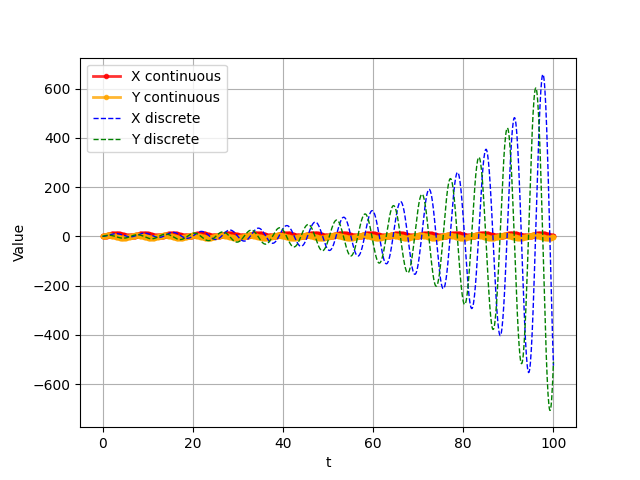 X continuous
Y continuous
X discrete
Y discrete
Value
600
400
200
0
−200
−400
−600
0
20
40
60
80
100
t